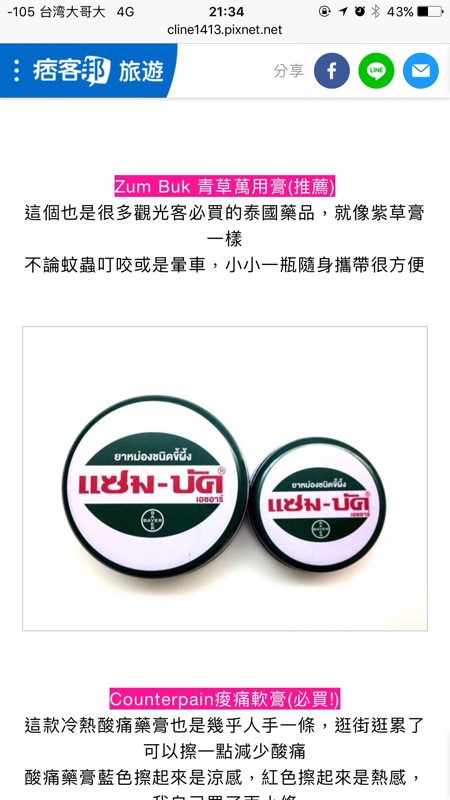 -105 台湾大哥大 4G 21:34 43%
cline1413.pixnet.net
痞客邦 旅遊 分享 f LINE
Zum Buk 青草萬用膏(推薦)
這個也是很多觀光客必買的泰國藥品，就像紫草膏
一樣
不論蚊蟲叮咬或是暈車，小小一瓶隨身攜帶很方便
ยาหม่องชนิดขี้ผึ้ง
แซม-บัค®
เอชอาร์
BAYER
ยาหม่องชนิดขี้ผึ้ง
แซม-บัค®
เอชอาร์
BAYER
Counterpain痠痛軟膏(必買!)
這款冷熱酸痛藥膏也是幾乎人手一條，逛街逛累了
可以擦一點減少酸痛
酸痛藥膏藍色擦起來是涼感，紅色擦起來是熱感，